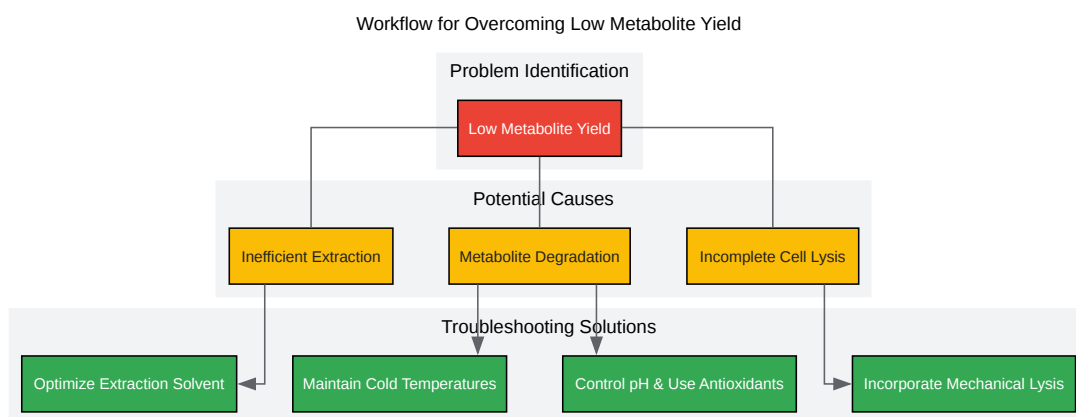 Workflow for Overcoming Low Metabolite Yield
Problem Identification
Low Metabolite Yield
Potential Causes
Inefficient Extraction
Metabolite Degradation
Incomplete Cell Lysis
Troubleshooting Solutions
Optimize Extraction Solvent
Maintain Cold Temperatures
Control pH & Use Antioxidants
Incorporate Mechanical Lysis